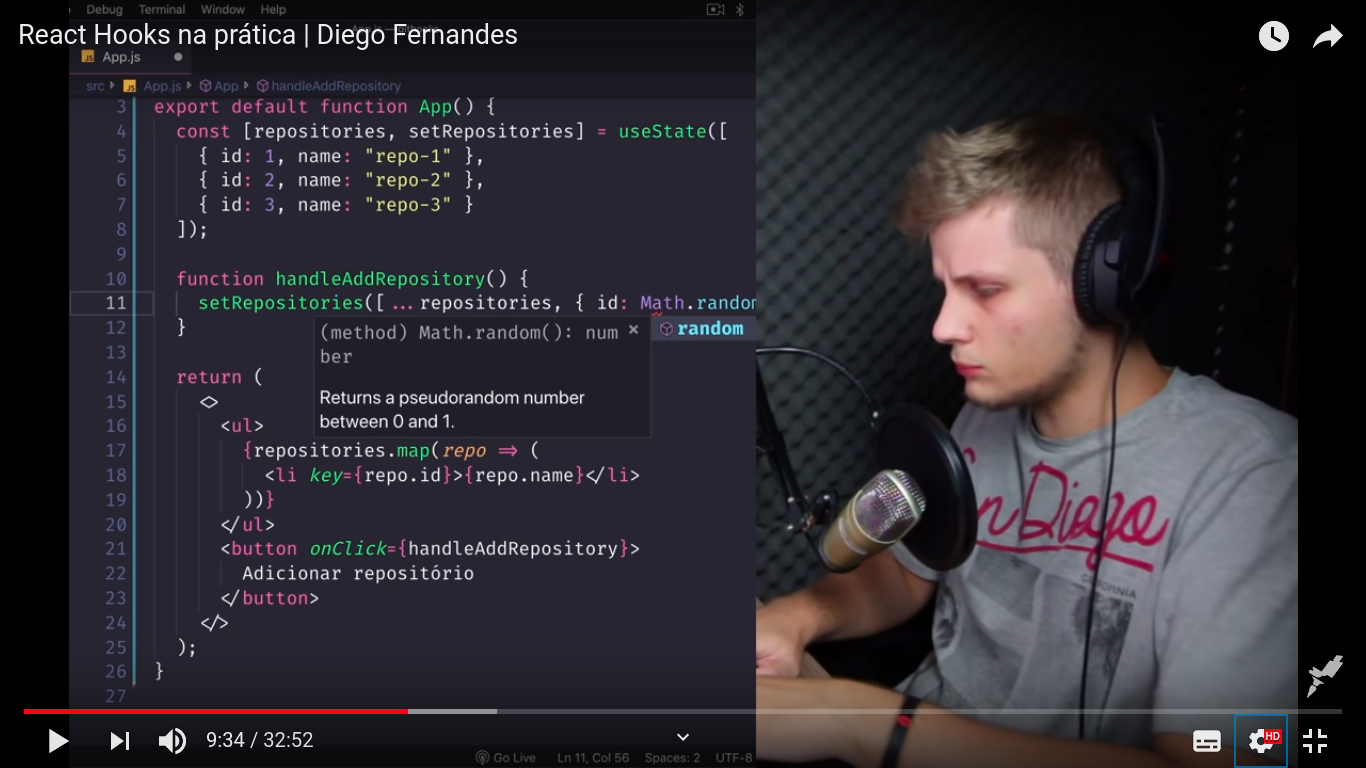 Debug Terminal Window Help
React Hooks na prática | Diego Fernandes
JS App.js
src App.js App handleAddRepository
3 export default function App() {
4 const [repositories, setRepositories] = useState([
5 { id: 1, name: "repo-1" },
6 { id: 2, name: "repo-2" },
7 { id: 3, name: "repo-3" }
8 ]);
9
10 function handleAddRepository() {
11 setRepositories([...repositories, { id: Math.random
12 }
(method) Math.random(): num
ber
Returns a pseudorandom number
between 0 and 1.
random
13
14 return (
15 <>
16 <ul>
17 {repositories.map(repo => (
18 <li key={repo.id}>{repo.name}</li>
19 ))}
20 </ul>
21 <button onClick={handleAddRepository}>
22 Adicionar repositório
23 </button>
24 </>
25 );
26 }
27
San Diego
CALIFORNIA
9:34 / 32:52
HD
Go Live Ln 11, Col 56 Spaces: 2 UTF-8